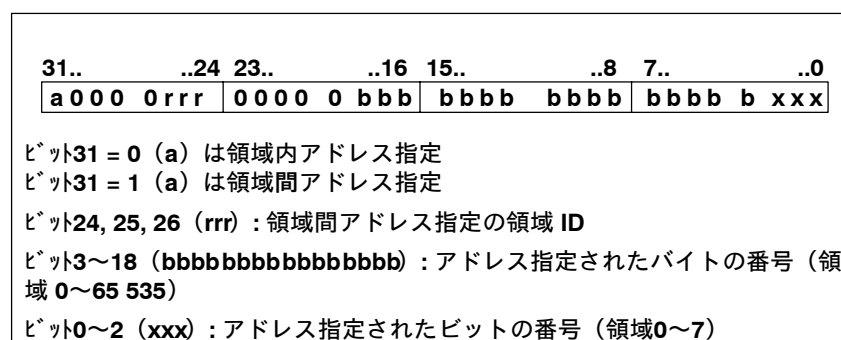 31.. ..24 23.. ..16 15.. ..8 7.. ..0
a000 0rrr 0000 0bbb bbbb bbbb bbbb bxxx
ﾋﾞｯﾄ31 = 0（a）は領域内アドレス指定
ﾋﾞｯﾄ31 = 1（a）は領域間アドレス指定
ﾋﾞｯﾄ24, 25, 26（rrr）: 領域間アドレス指定の領域 ID
ﾋﾞｯﾄ3～18（bbbbbbbbbbbbbbbb）: アドレス指定されたバイトの番号（領
域 0～65 535）
ﾋﾞｯﾄ0～2（xxx）: アドレス指定されたビットの番号（領域0～7）